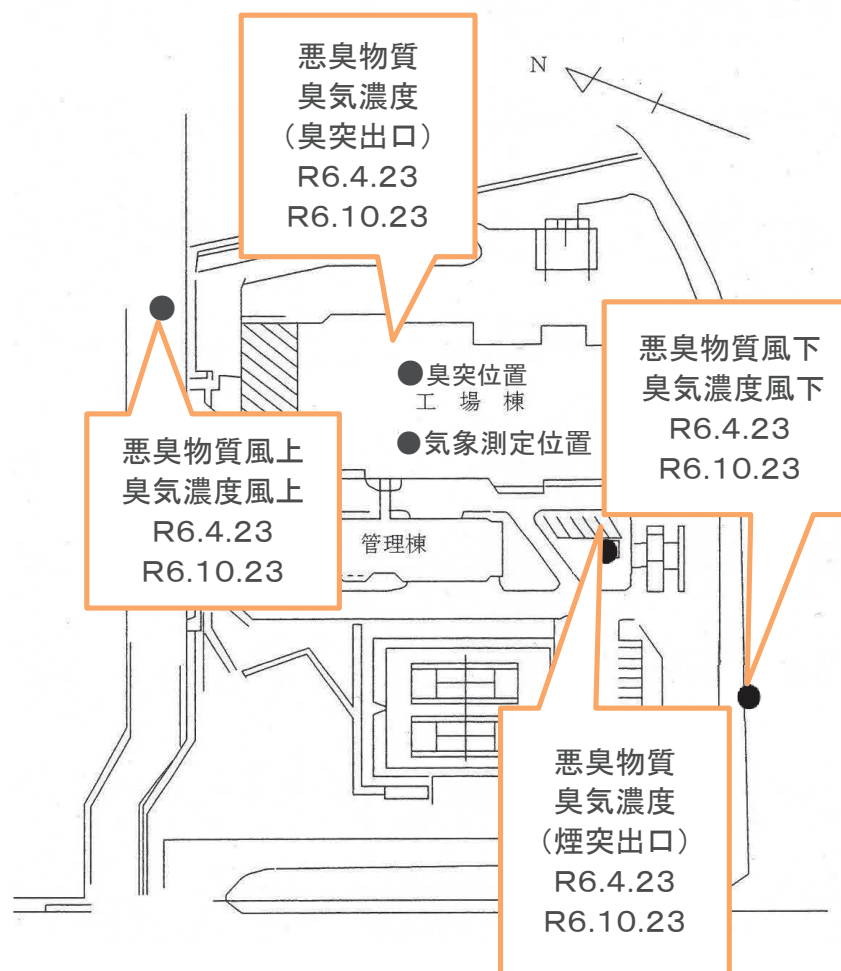 悪臭物質
臭気濃度
（臭突出口）
R6.4.23
R6.10.23
N
悪臭物質風下
臭気濃度風下
R6.4.23
R6.10.23
●臭突位置
工場棟
●気象測定位置
悪臭物質風上
臭気濃度風上
R6.4.23
R6.10.23
管理棟
悪臭物質
臭気濃度
（煙突出口）
R6.4.23
R6.10.23